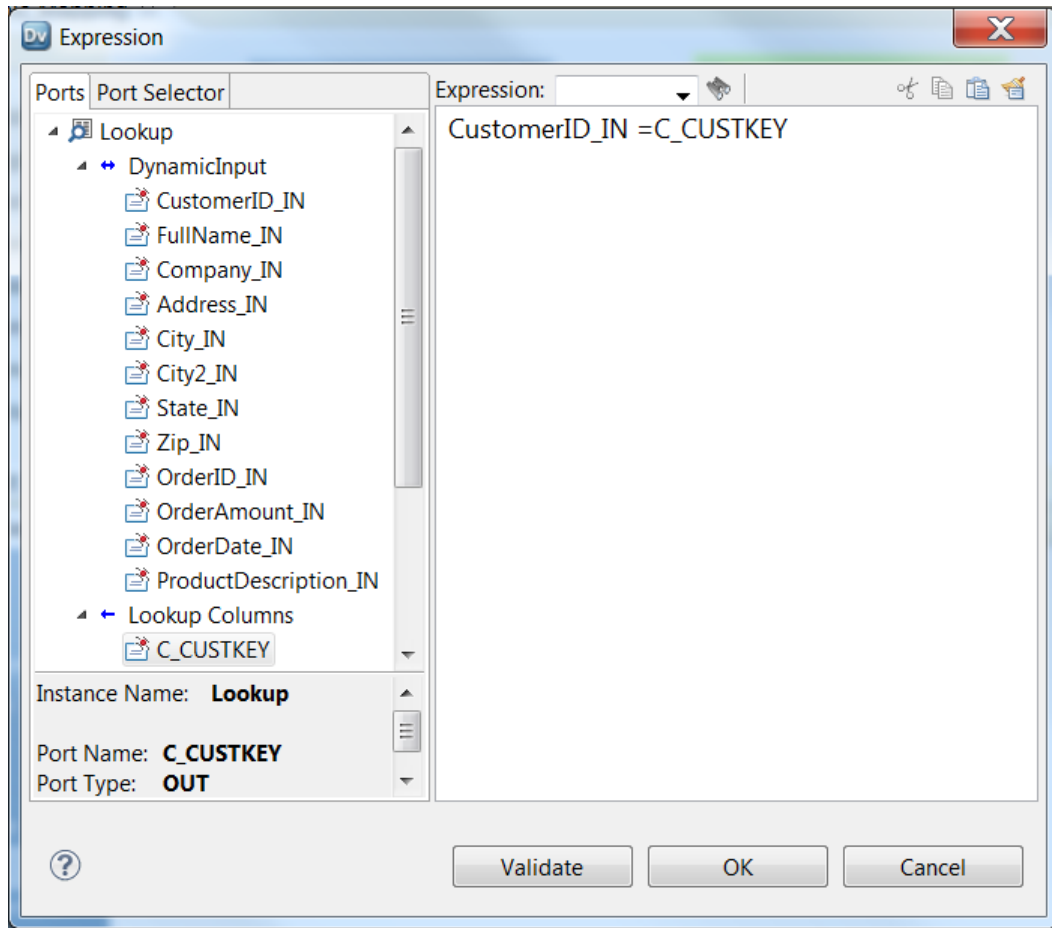 Dv Expression
Ports Port Selector
Expression:
Lookup
DynamicInput
CustomerID_IN
FullName_IN
Company_IN
Address_IN
City_IN
City2_IN
State_IN
Zip_IN
OrderID_IN
OrderAmount_IN
OrderDate_IN
ProductDescription_IN
Lookup Columns
C_CUSTKEY
Instance Name: Lookup
Port Name: C_CUSTKEY
Port Type: OUT
CustomerID_IN =C_CUSTKEY
Validate OK Cancel